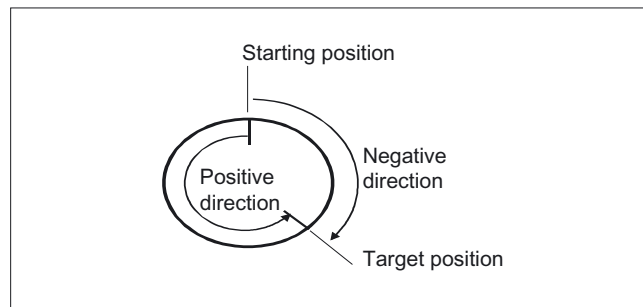 Starting position
Negative
direction
Positive
direction
Target position